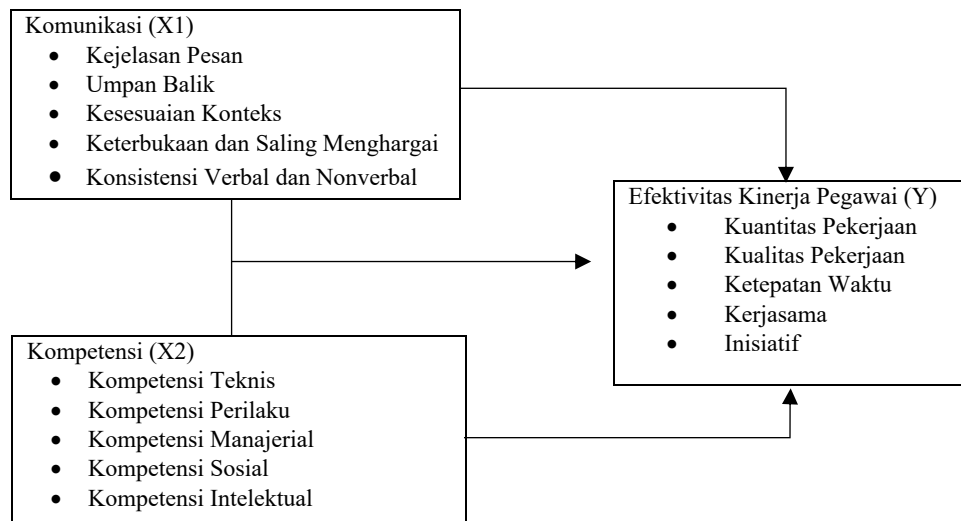 Komunikasi (X1)
• Kejelasan Pesan
• Umpan Balik
• Kesesuaian Konteks
• Keterbukaan dan Saling Menghargai
• Konsistensi Verbal dan Nonverbal
Efektivitas Kinerja Pegawai (Y)
• Kuantitas Pekerjaan
• Kualitas Pekerjaan
• Ketepatan Waktu
• Kerjasama
• Inisiatif
Kompetensi (X2)
• Kompetensi Teknis
• Kompetensi Perilaku
• Kompetensi Manajerial
• Kompetensi Sosial
• Kompetensi Intelektual